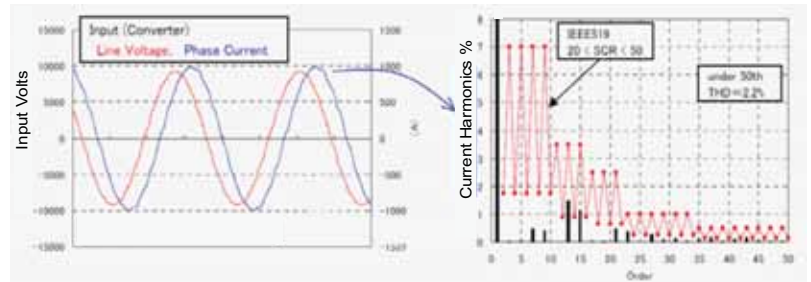 Input (Converter)
Line Voltage, Phase Current
Input Volts
15000
10000
5000
0
-5000
-10000
-15000
1500
1000
500
0
-500
-1000
(A)
Current Harmonics %
8
7
6
5
4
3
2
1
0
IEEE519
20 < SCR < 50
under 50th
THD=2.2%
0 5 10 15 20 25 30 35 40 45 50
Order